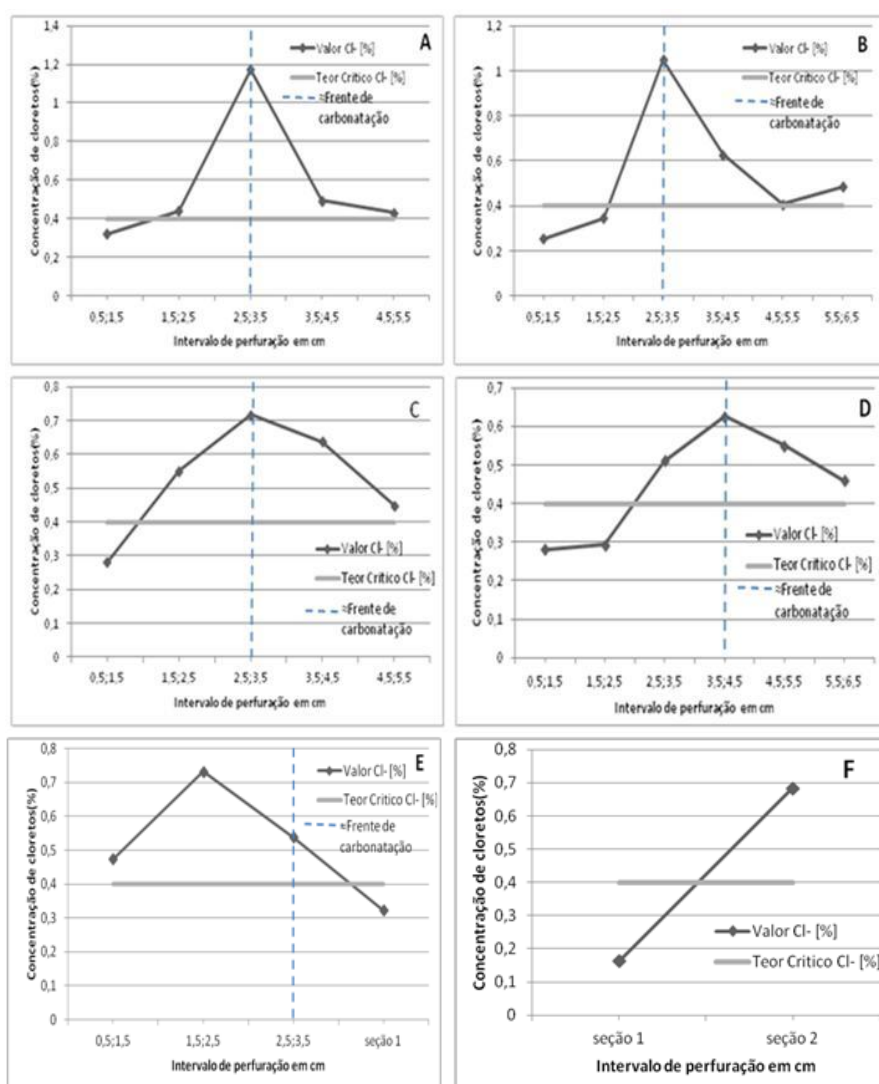 A
Valor Cl- [%]
Teor Critico Cl- [%]
≈Frente de
carbonatação
Concentração de cloretos(%)
1,4
1,2
1
0,8
0,6
0,4
0,2
0
0,5;1,5
1,5;2,5
2,5;3,5
3,5;4,5
4,5;5,5
Intervalo de perfuração em cm
B
Valor Cl- [%]
Teor Critico Cl- [%]
≈Frente de
carbonatação
Concentração de cloretos(%)
1,2
1
0,8
0,6
0,4
0,2
0
0,5;1,5
1,5;2,5
2,5;3,5
3,5;4,5
4,5;5,5
5,5;6,5
Intervalo de perfuração em cm
C
Concentração de cloretos(%)
0,8
0,7
0,6
0,5
0,4
0,3
0,2
0,1
0
Valor Cl- [%]
Teor Critico Cl- [%]
≈Frente de
carbonatação
0,5;1,5
1,5;2,5
2,5;3,5
3,5;4,5
4,5;5,5
Intervalo de perfuração em cm
D
Concentração de cloretos(%)
0,7
0,6
0,5
0,4
0,3
0,2
0,1
0
Valor Cl- [%]
Teor Critico Cl- [%]
≈Frente de
carbonatação
0,5;1,5
1,5;2,5
2,5;3,5
3,5;4,5
4,5;5,5
5,5;6,5
Intervalo de perfuração em cm
E
Valor Cl- [%]
Teor Critico Cl- [%]
≈Frente de
carbonatação
Concentração de cloretos(%)
0,8
0,7
0,6
0,5
0,4
0,3
0,2
0,1
0
0,5;1,5
1,5;2,5
2,5;3,5
seção 1
Intervalo de perfuração em cm
F
Concentração de cloretos(%)
0,8
0,7
0,6
0,5
0,4
0,3
0,2
0,1
0
Valor Cl- [%]
Teor Critico Cl- [%]
seção 1
seção 2
Intervalo de perfuração em cm